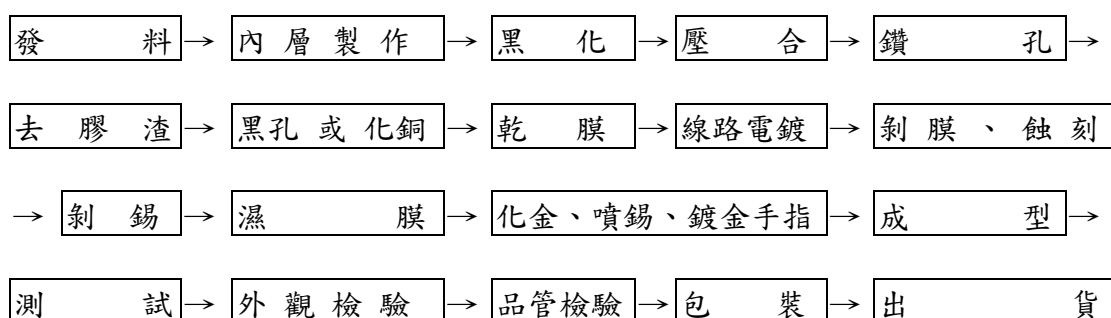 發料→內層製作→黑化→壓合→鑽孔→
去膠渣→黑孔或化銅→乾膜→線路電鍍→剝膜、蝕刻
→剝錫→濕膜→化金、噴錫、鍍金手指→成型→
測試→外觀檢驗→品管檢驗→包裝→出貨